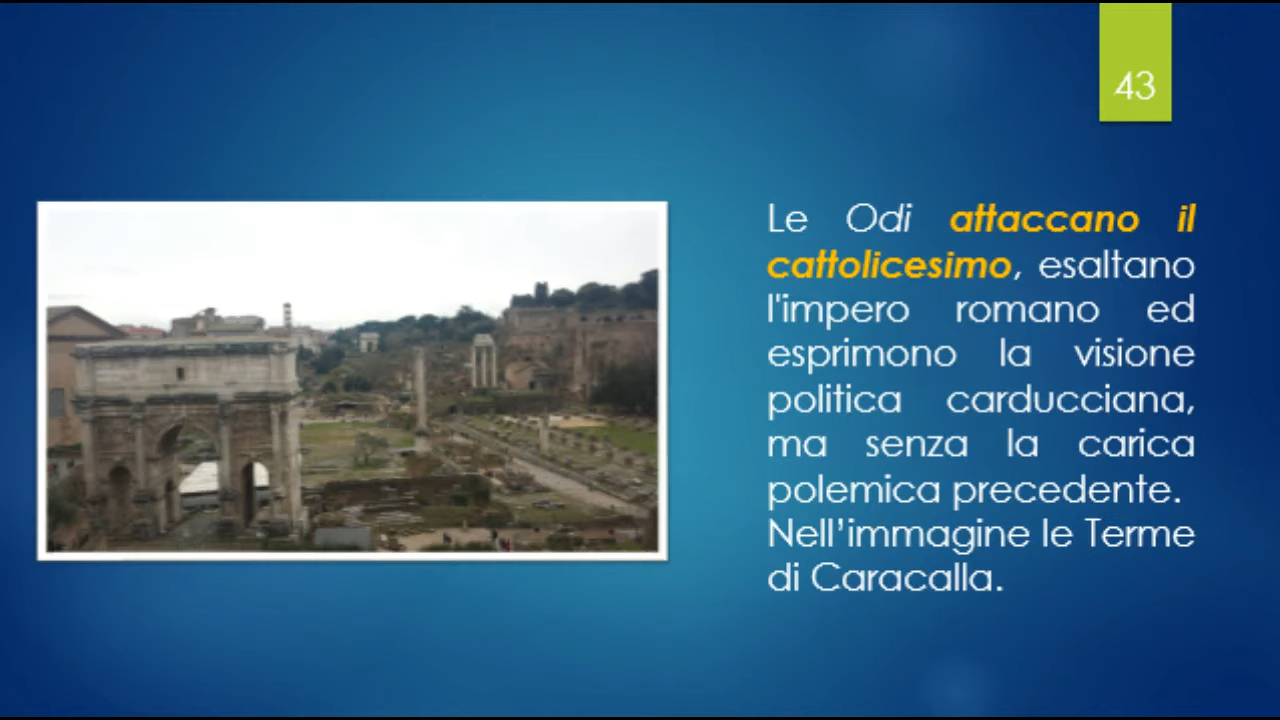 43
Le Odi attaccano il
cattolicesimo, esaltano
l'impero romano ed
esprimono la visione
politica carducciana,
ma senza la carica
polemica precedente.
Nell’immagine le Terme
di Caracalla.